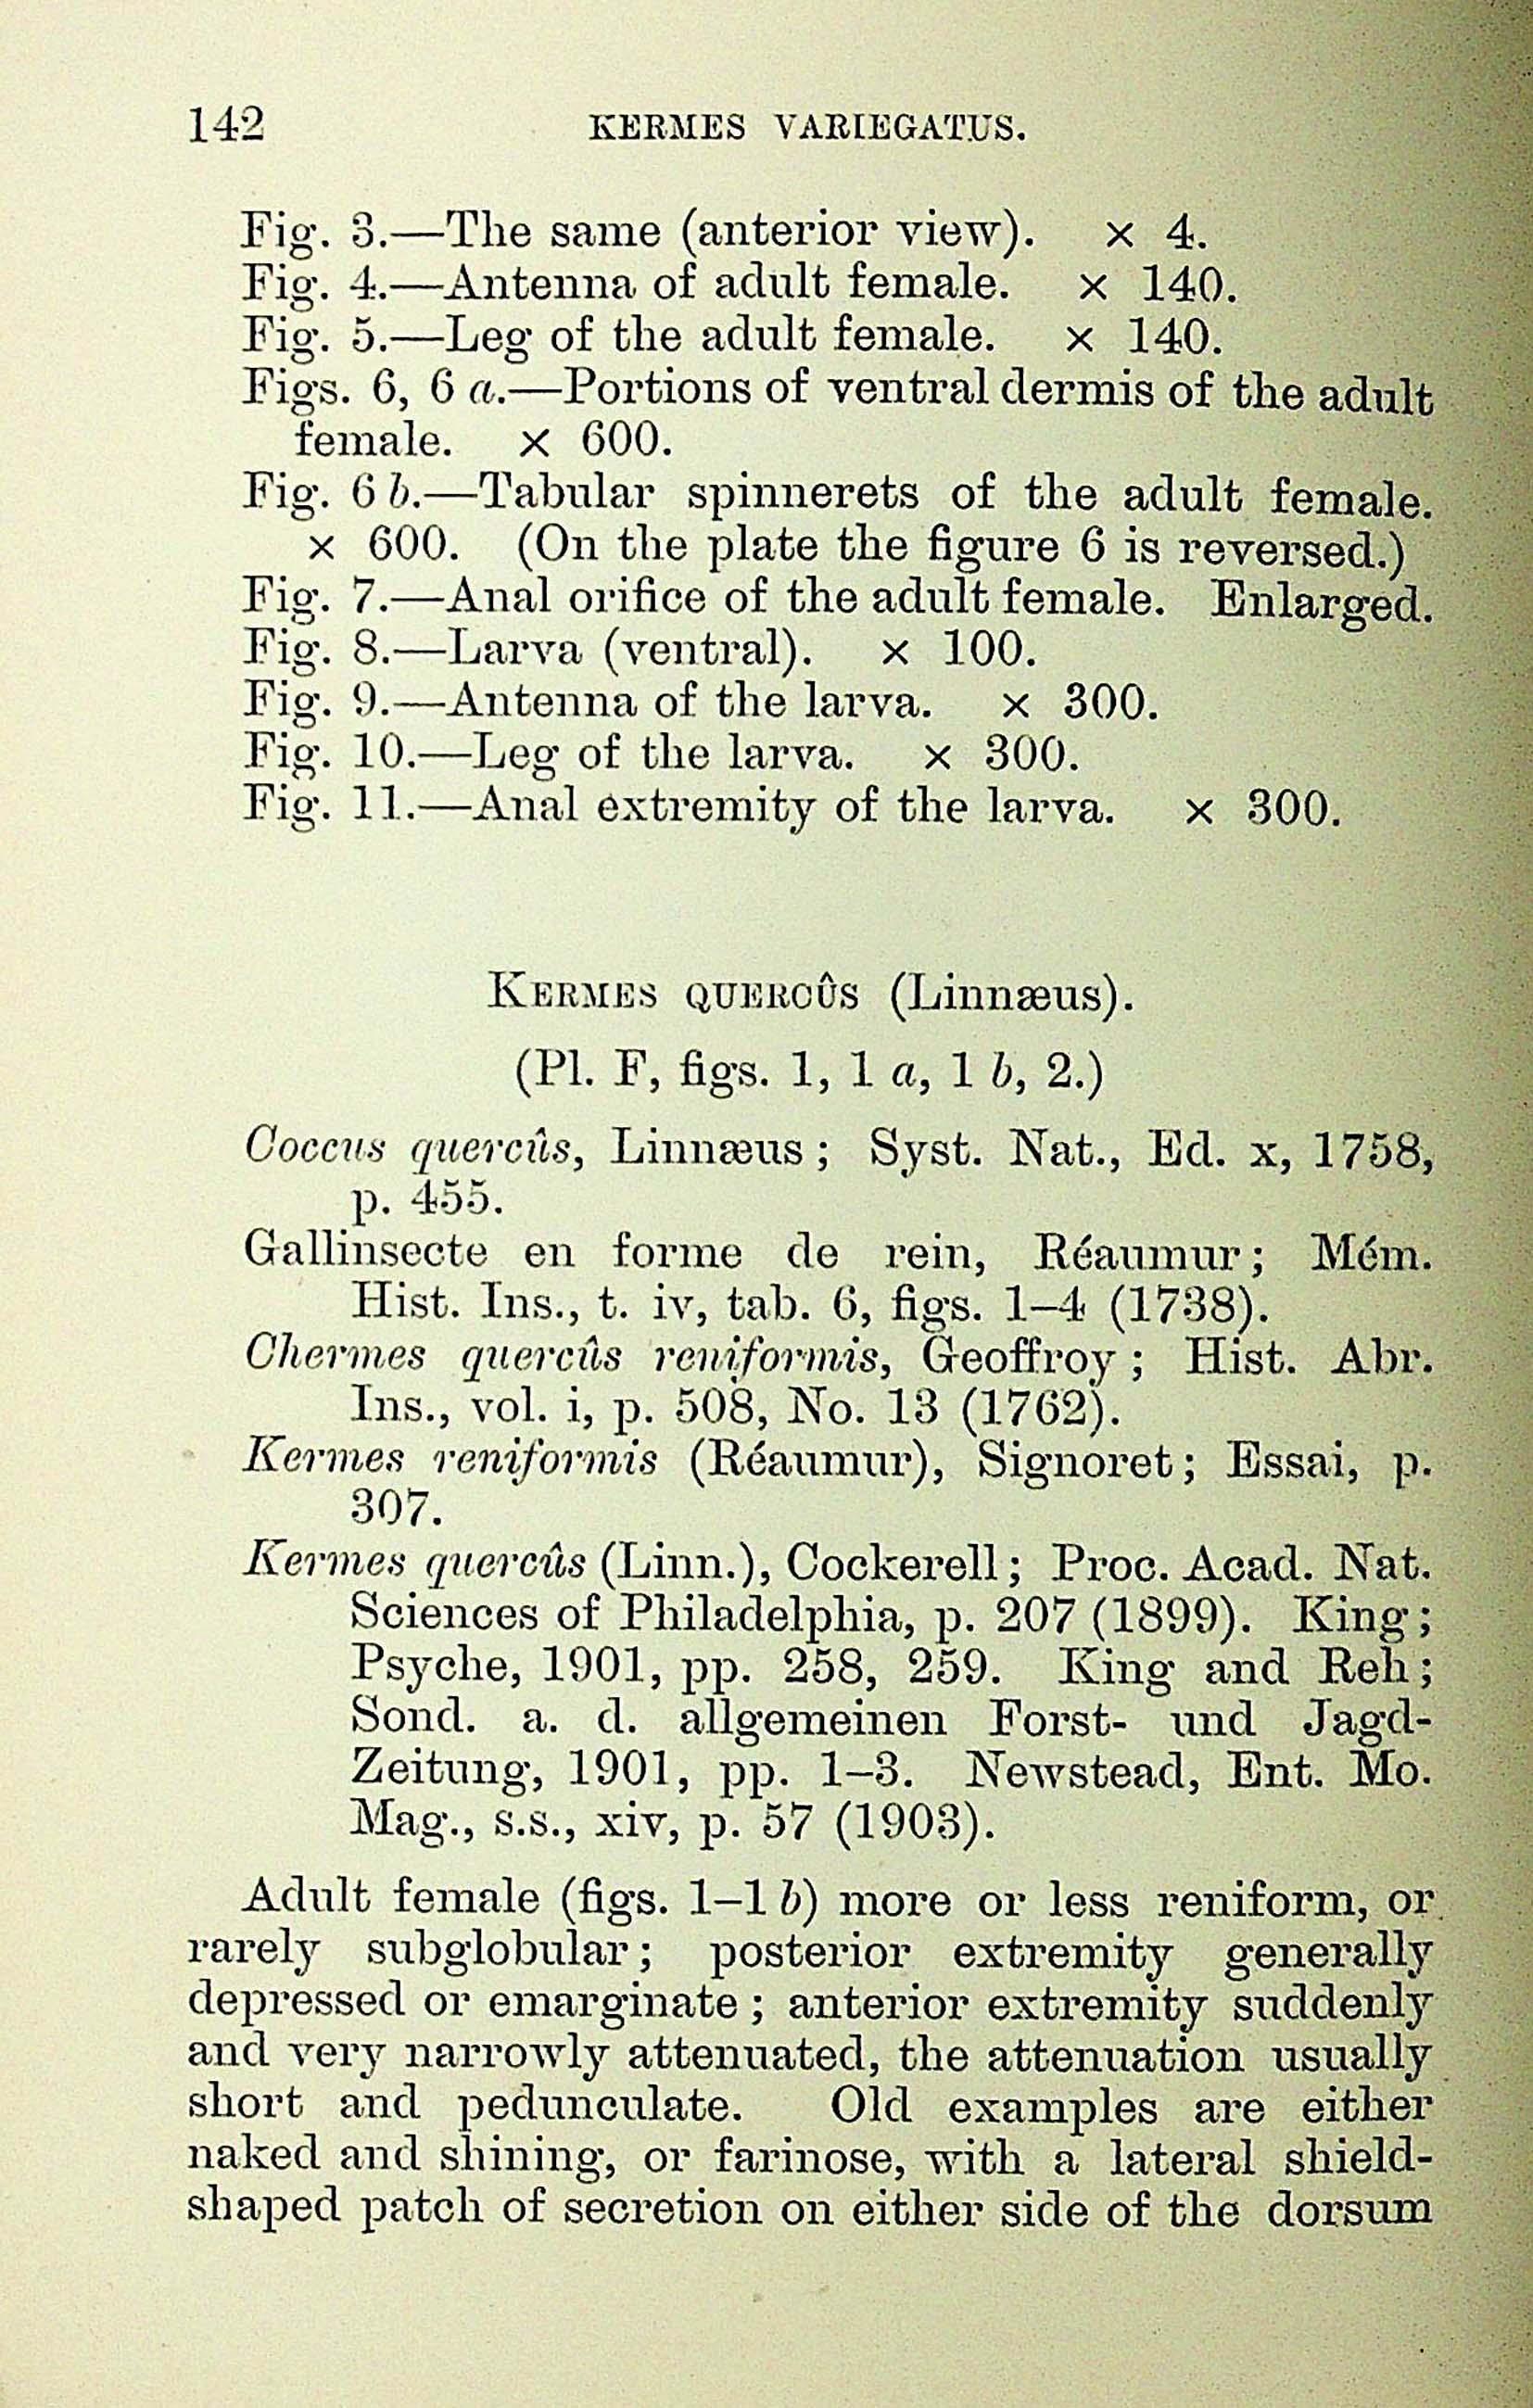 142 KERMES VARIEGATUS.
Fig. 3.—The same (anterior view). × 4.
Fig. 4.—Antenna of adult female. × 140.
Fig. 5.—Leg of the adult female. × 140.
Figs. 6, 6 a.—Portions of ventral dermis of the adult
female. × 600.
Fig. 6 b.—Tabular spinnerets of the adult female.
× 600. (On the plate the figure 6 is reversed.)
Fig. 7.—Anal orifice of the adult female. Enlarged.
Fig. 8.—Larva (ventral). × 100.
Fig. 9.—Antenna of the larva. × 300.
Fig. 10.—Leg of the larva. × 300.
Fig. 11.—Anal extremity of the larva. × 300.
KERMES QUERCÛS (Linnæus).
(Pl. F, figs. 1, 1 a, 1 b, 2.)
Coccus quercûs, Linnæus; Syst. Nat., Ed. x, 1758,
p. 455.
Gallinsecte en forme de rein, Réaumur; Mém.
Hist. Ins., t. iv, tab. 6, figs. 1–4 (1738).
Chermes quercûs reniformis, Geoffroy; Hist. Abr.
Ins., vol. i, p. 508, No. 13 (1762).
Kermes reniformis (Réaumur), Signoret; Essai, p.
307.
Kermes quercûs (Linn.), Cockerell; Proc. Acad. Nat.
Sciences of Philadelphia, p. 207 (1899). King;
Psyche, 1901, pp. 258, 259. King and Reh;
Sond. a. d. allgemeinen Forst- und Jagd-
Zeitung, 1901, pp. 1–3. Newstead, Ent. Mo.
Mag., s.s., xiv, p. 57 (1903).
Adult female (figs. 1–1 b) more or less reniform, or
rarely subglobular; posterior extremity generally
depressed or emarginate; anterior extremity suddenly
and very narrowly attenuated, the attenuation usually
short and pedunculate. Old examples are either
naked and shining, or farinose, with a lateral shield-
shaped patch of secretion on either side of the dorsum